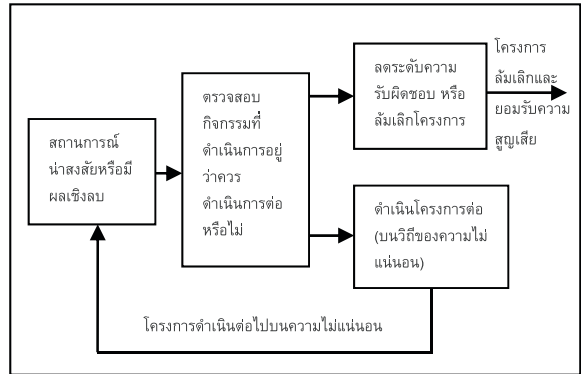 สถานการณ์
น่าสงสัยหรือมี
ผลเชิงลบ
ตรวจสอบ
กิจกรรมที่
ดำเนินการอยู่
ว่าควร
ดำเนินการต่อ
หรือไม่
ลดระดับความ
รับผิดชอบ หรือ
ล้มเลิกโครงการ
โครงการ
ล้มเลิกและ
ยอมรับความ
สูญเสีย
ดำเนินโครงการต่อ
(บนวิถีของความไม่
แน่นอน)
โครงการดำเนินต่อไปบนความไม่แน่นอน